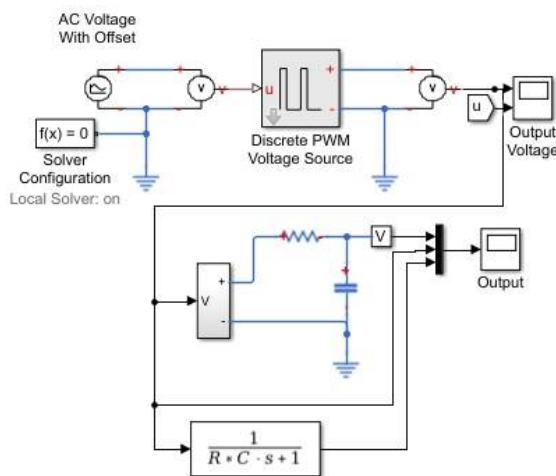 AC Voltage
With Offset
+
+
-
-
V
V
f(x) = 0
Solver
Configuration
Local Solver: on
u
+
-
Discrete PWM
Voltage Source
+
-
V
V
u
Output
Voltage
V
+
-
+
-
V
+
-
Output
1
R * C · s + 1